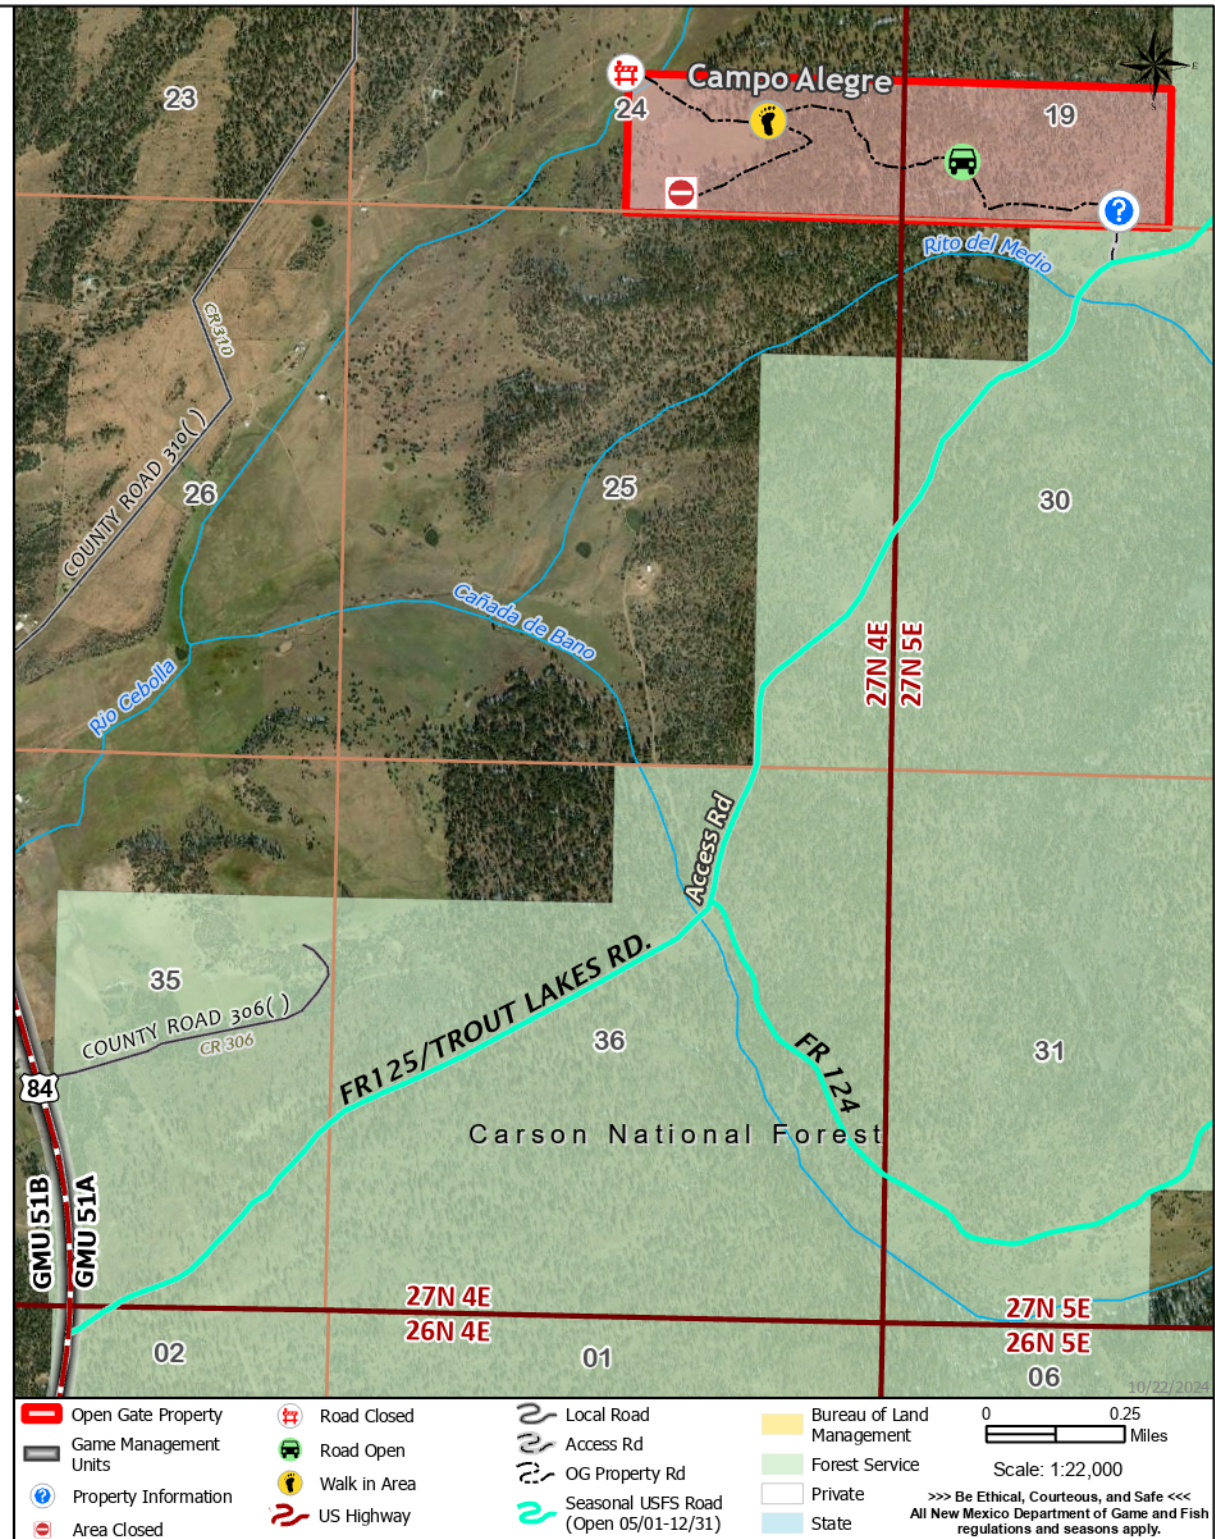 23
Campo Alegre
24
19
E
S
Rito del Medio
CR 310
COUNTY ROAD 310( )
26
25
30
Cañada de Bano
27N 4E
27N 5E
Rio Cebolla
Access Rd
35
FR125/TROUT LAKES RD.
COUNTY ROAD 306( )
CR 306
36
FR 124
31
84
Carson National Forest
GMU 51B
GMU 51A
27N 4E
26N 4E
27N 5E
26N 5E
02
01
06
10/22/2024
Open Gate Property
Game Management
Units
Property Information
Area Closed
Road Closed
Road Open
Walk in Area
US Highway
Local Road
Access Rd
OG Property Rd
Seasonal USFS Road
(Open 05/01-12/31)
Bureau of Land
Management
Forest Service
Private
State
0 0.25
Miles
Scale: 1:22,000
>>> Be Ethical, Courteous, and Safe <<<
All New Mexico Department of Game and Fish
regulations and seasons apply.